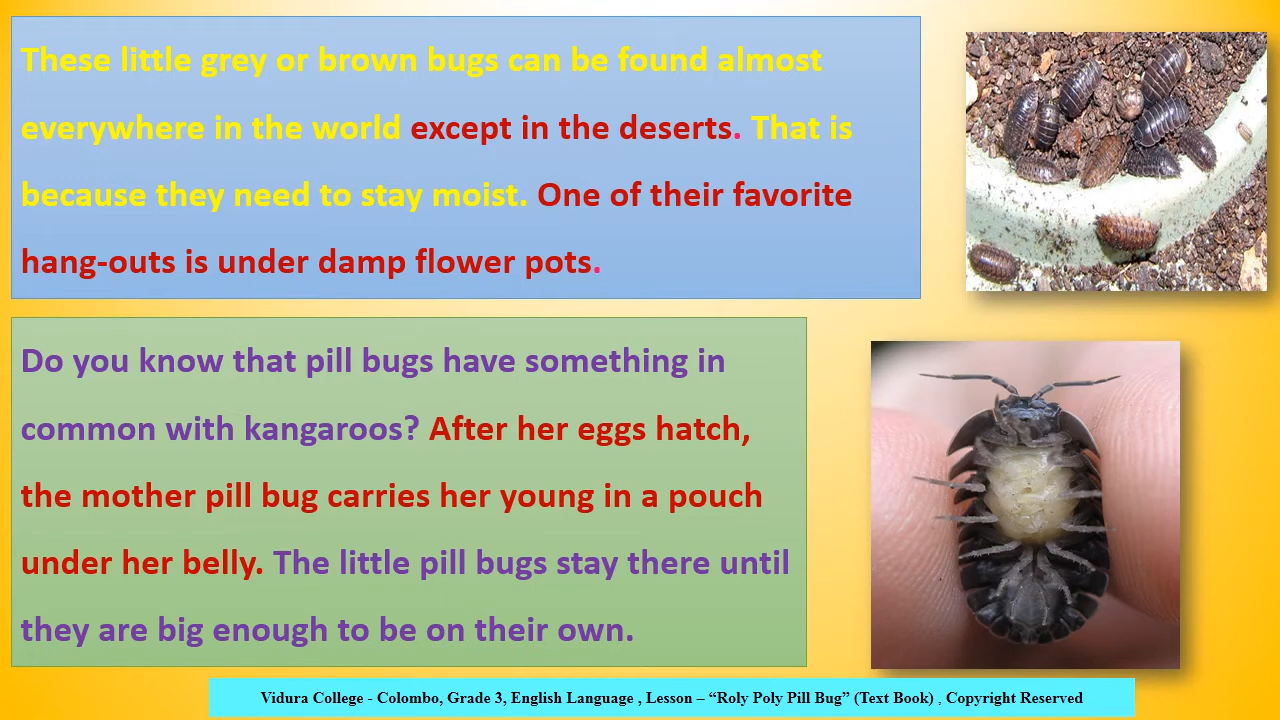 These little grey or brown bugs can be found almost
everywhere in the world except in the deserts. That is
because they need to stay moist. One of their favorite
hang-outs is under damp flower pots.
Do you know that pill bugs have something in
common with kangaroos? After her eggs hatch,
the mother pill bug carries her young in a pouch
under her belly. The little pill bugs stay there until
they are big enough to be on their own.
Vidura College - Colombo, Grade 3, English Language , Lesson – “Roly Poly Pill Bug” (Text Book) , Copyright Reserved